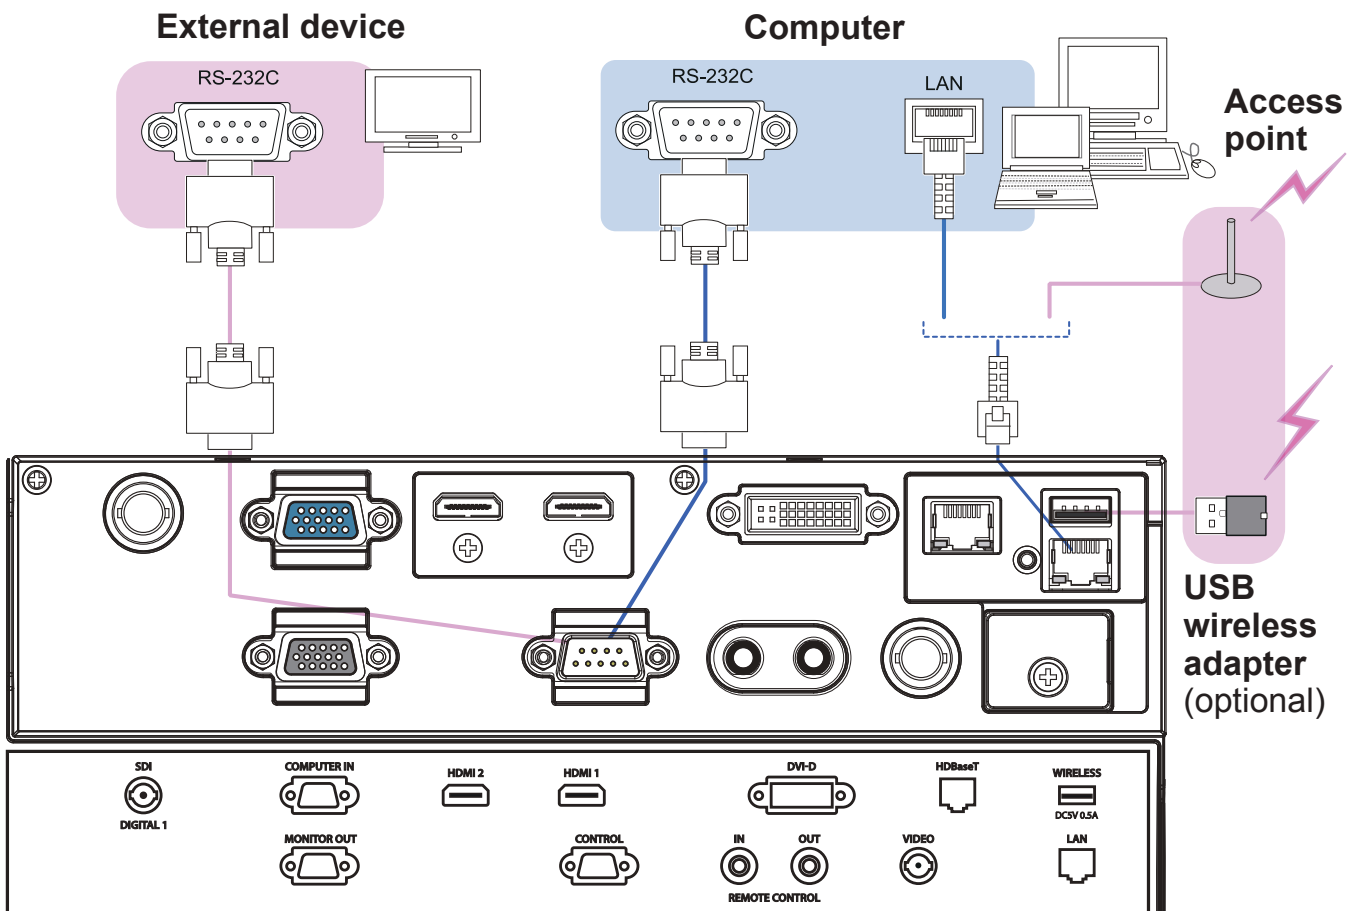 External device
Computer
RS-232C
RS-232C
LAN
Access
point
USB
wireless
adapter
(optional)
SDI
COMPUTER IN
HDMI 2
HDMI 1
DVI-D
HDBaseT
WIRELESS
DIGITAL 1
DC5V 0.5A
MONITOR OUT
CONTROL
IN
OUT
VIDEO
LAN
REMOTE CONTROL